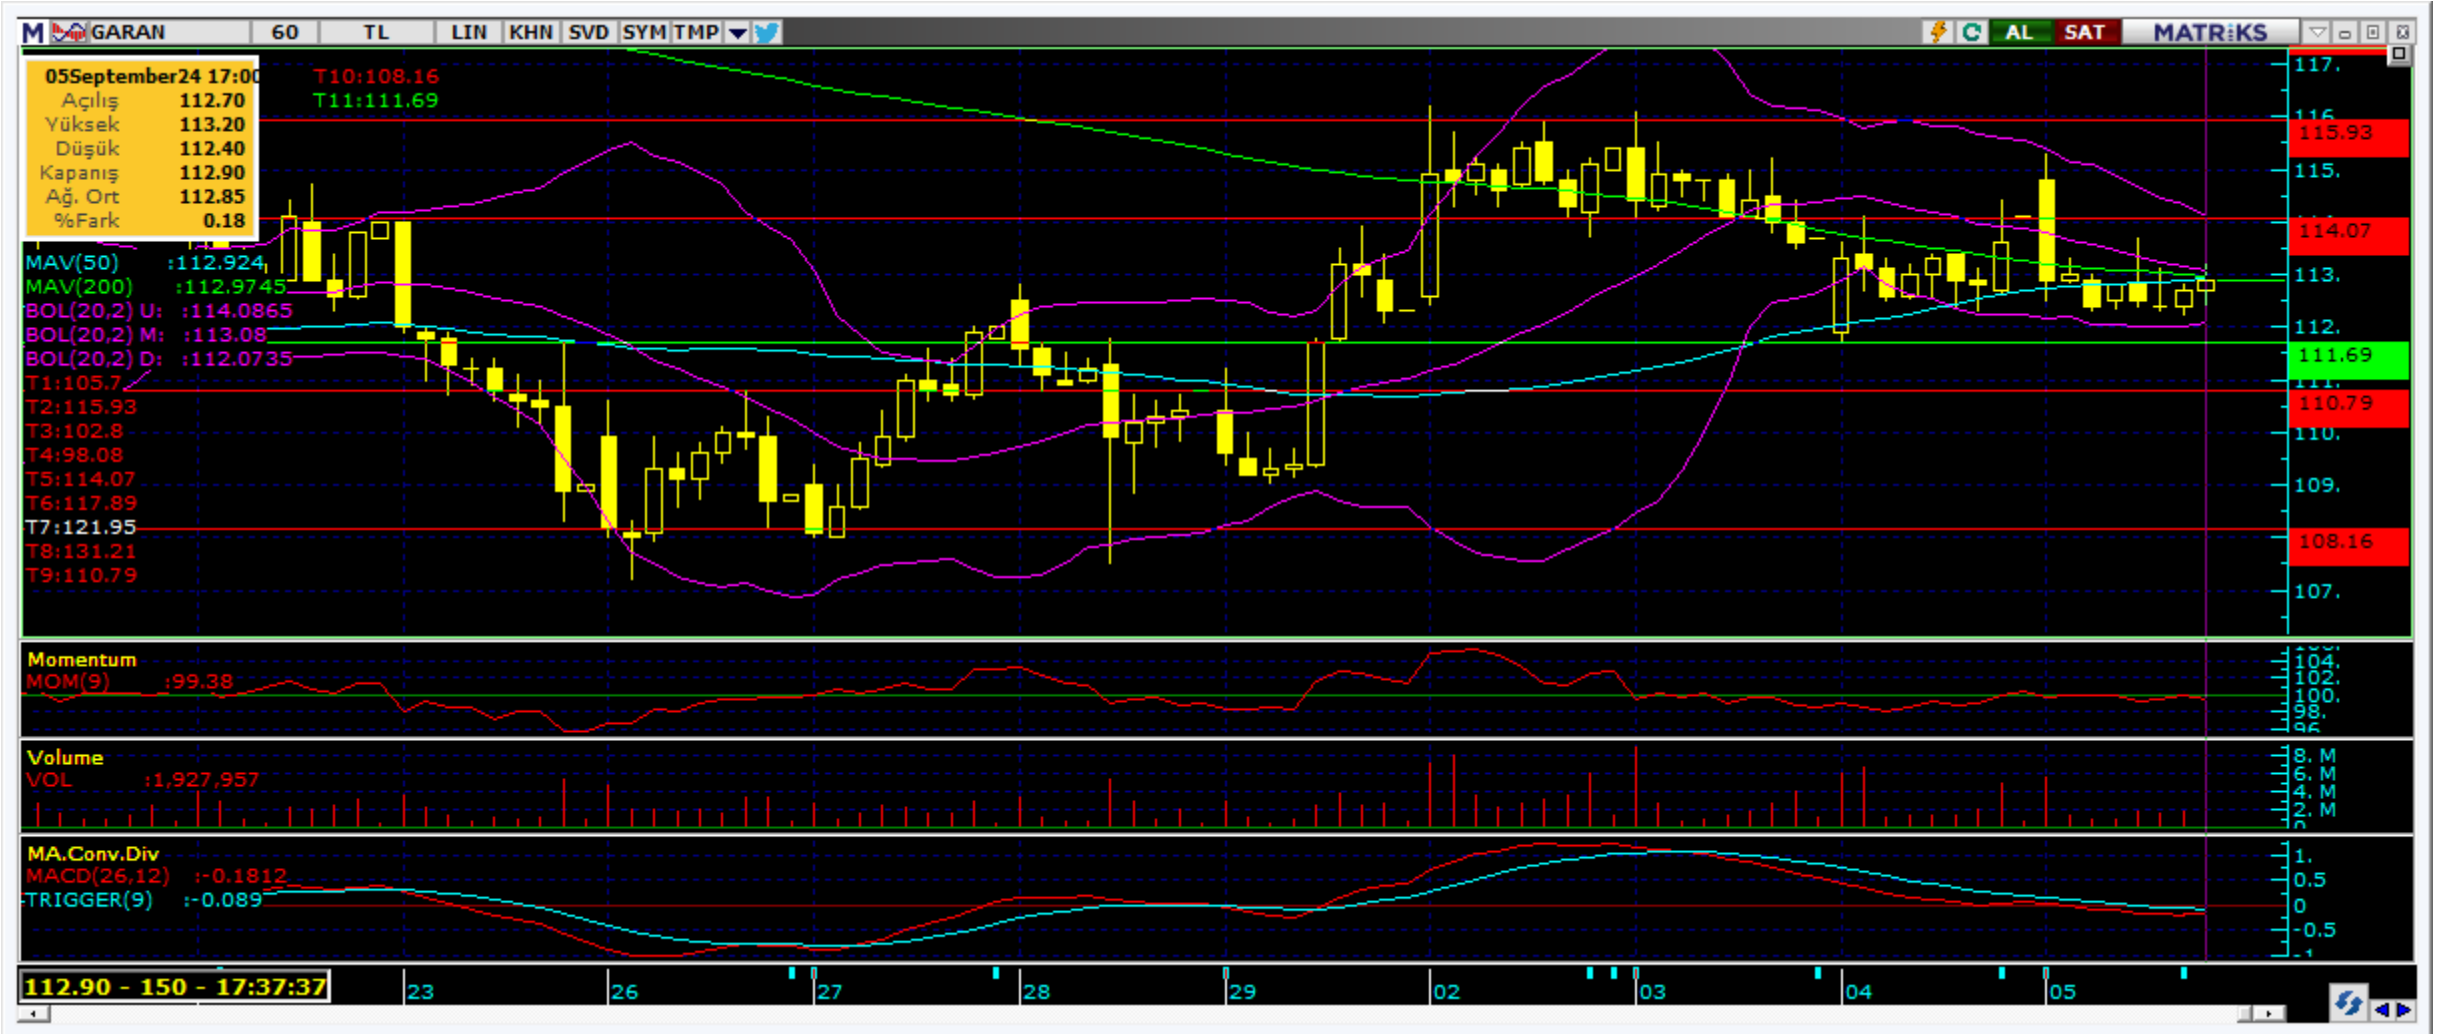 M GARAN 60 TL LIN KHN SVD SYM TMP AL SAT MATRiKS
05September24 17:00
Açılış 112.70
Yüksek 113.20
Düşük 112.40
Kapanış 112.90
Ağ. Ort 112.85
%Fark 0.18
T10:108.16
T11:111.69
MAV(50) :112.924
MAV(200) :112.9745
BOL(20,2) U: :114.0865
BOL(20,2) M: :113.08
BOL(20,2) D: :112.0735
T1:105.7
T2:115.93
T3:102.8
T4:98.08
T5:114.07
T6:117.89
T7:121.95
T8:131.21
T9:110.79
117.
116.
115.93
115.
114.07
113.
112.
111.69
111.
110.79
110.
109.
108.16
107.
Momentum
MOM(9) :99.38
104.
102.
100.
98.
96
Volume
VOL :1,927,957
8. M
6. M
4. M
2. M
0
MA.Conv.Div
MACD(26,12) :-0.1812
TRIGGER(9) :-0.089
1.
0.5
0
-0.5
-1
112.90 - 150 - 17:37:37
23 26 27 28 29 02 03 04 05